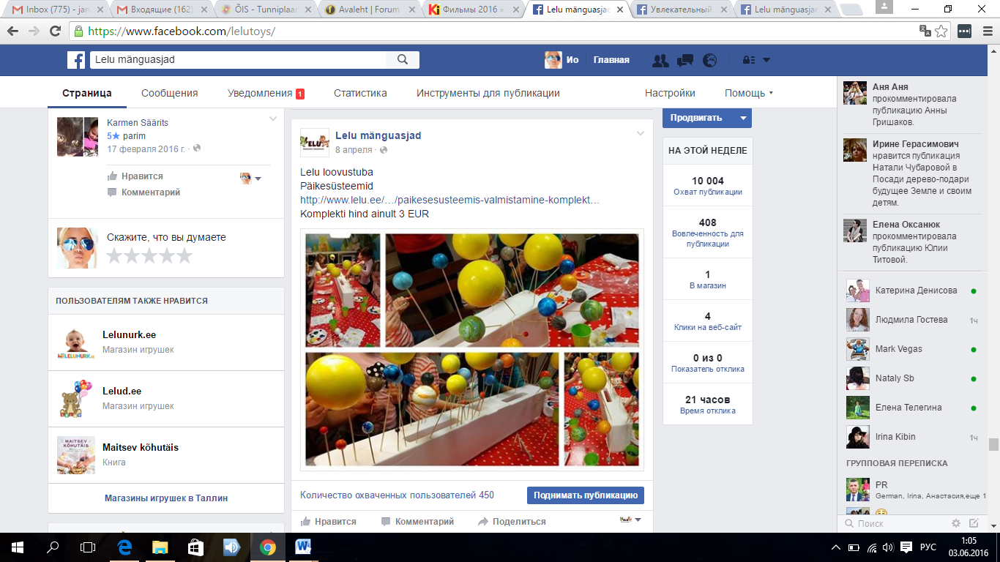 Inbox (775) - jan
Входящие (162)
ÕIS - Tunniplaan
Avaleht | Forum
Ki Фильмы 2016 »
Lelu mänguasjad
Увлекательный
Lelu mänguasjad
https://www.facebook.com/lelutoys/
Lelu mänguasjad
Ио
Главная
Страница
Сообщения
Уведомления 1
Статистика
Инструменты для публикации
Настройки
Помощь
Karmen Säärits
5★ parim
17 февраля 2016 г. ·
Нравится
Комментарий
Скажите, что вы думаете
ПОЛЬЗОВАТЕЛЯМ ТАКЖЕ НРАВИТСЯ
Lelunurk.ee
Магазин игрушек
LELUNURK.ee
Lelud.ee
Магазин игрушек
MAITSEV
KÕHUTÄIS
Maitsev kõhutäis
Книга
Магазины игрушек в Таллин
LELU
Lelu mänguasjad
8 апреля ·
Lelu loovustuba
Päikesüsteemid
http://www.lelu.ee/…/paikesesusteemis-valmistamine-komplekt…
Komplekti hind ainult 3 EUR
Количество охваченных пользователей 450
Поднимать публикацию
Нравится
Комментарий
Поделиться
Продвигать
НА ЭТОЙ НЕДЕЛЕ
10 004
Охват публикации
408
Вовлеченность для
публикации
1
В магазин
4
Клики на веб-сайт
0 из 0
Показатель отклика
21 часов
Время отклика
Аня Аня
прокомментировала
публикацию Анны
Гришаков.
Ирине Герасимович
нравится публикация
Натали Чубаровой в
Посади дерево-подари
будущее Земле и своим
детям.
Елена Оксанюк
прокомментировала
публикацию Юлии
Титовой.
Катерина Денисова
Людмила Гостева 1ч
Mark Vegas
Nataly Sb
Елена Телегина
Irina Kibin 1ч
ГРУППОВАЯ ПЕРЕПИСКА
PR
German, Irina, Анастасия,еще 1
Поиск
РУС
1:05
03.06.2016